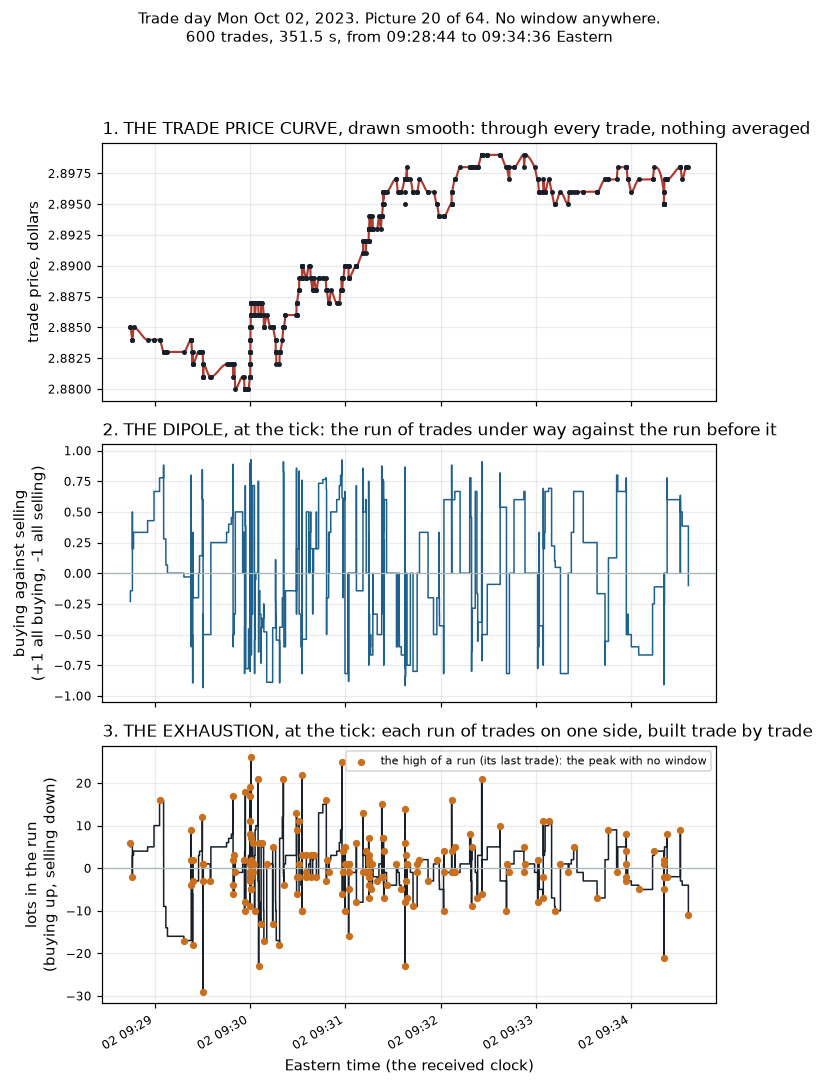 Trade day Mon Oct 02, 2023. Picture 20 of 64. No window anywhere.
600 trades, 351.5 s, from 09:28:44 to 09:34:36 Eastern
1. THE TRADE PRICE CURVE, drawn smooth: through every trade, nothing averaged
trade price, dollars
2.8975
2.8950
2.8925
2.8900
2.8875
2.8850
2.8825
2.8800
2. THE DIPOLE, at the tick: the run of trades under way against the run before it
buying against selling
(+1 all buying, -1 all selling)
1.00
0.75
0.50
0.25
0.00
−0.25
−0.50
−0.75
−1.00
3. THE EXHAUSTION, at the tick: each run of trades on one side, built trade by trade
the high of a run (its last trade): the peak with no window
lots in the run
(buying up, selling down)
20
10
0
−10
−20
−30
02 09:29
02 09:30
02 09:31
02 09:32
02 09:33
02 09:34
Eastern time (the received clock)